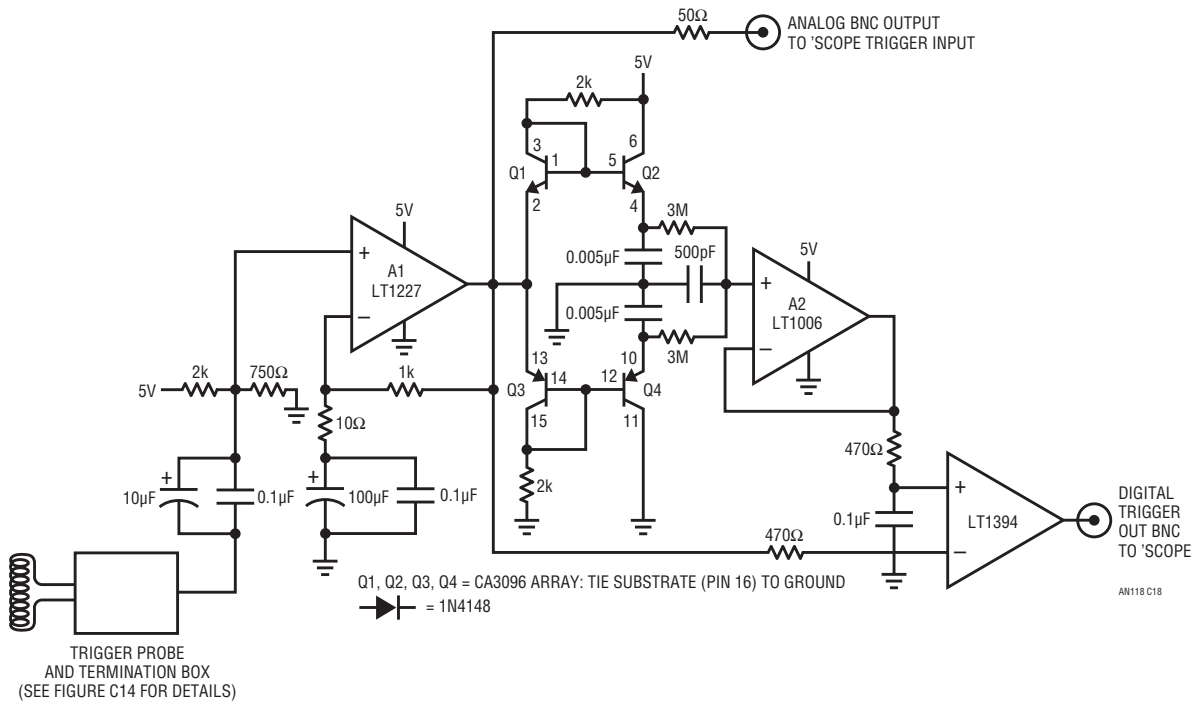 50Ω
ANALOG BNC OUTPUT
TO 'SCOPE TRIGGER INPUT
5V
2k
3
1
Q1
2
5
6
Q2
4
3M
0.005µF
500pF
0.005µF
3M
5V
+
A1
LT1227
−
5V
+
A2
LT1006
−
13
14
Q3
15
12
10
Q4
11
2k
5V
2k
750Ω
1k
10Ω
+
10µF
0.1µF
+
100µF
0.1µF
470Ω
0.1µF
470Ω
+
LT1394
−
DIGITAL
TRIGGER
OUT BNC
TO 'SCOPE
AN118 C18
Q1, Q2, Q3, Q4 = CA3096 ARRAY: TIE SUBSTRATE (PIN 16) TO GROUND
= 1N4148
TRIGGER PROBE
AND TERMINATION BOX
(SEE FIGURE C14 FOR DETAILS)